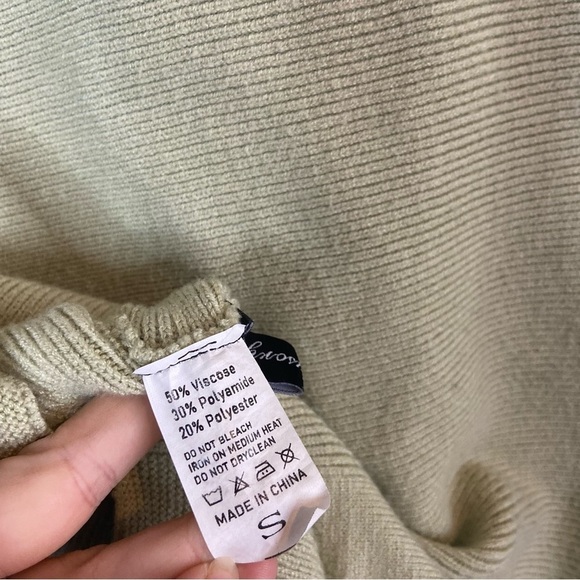 50% Viscose
30% Polyamide
20% Polyester
DO NOT BLEACH
IRON ON MEDIUM HEAT
DO NOT DRYCLEAN
MADE IN CHINA
S